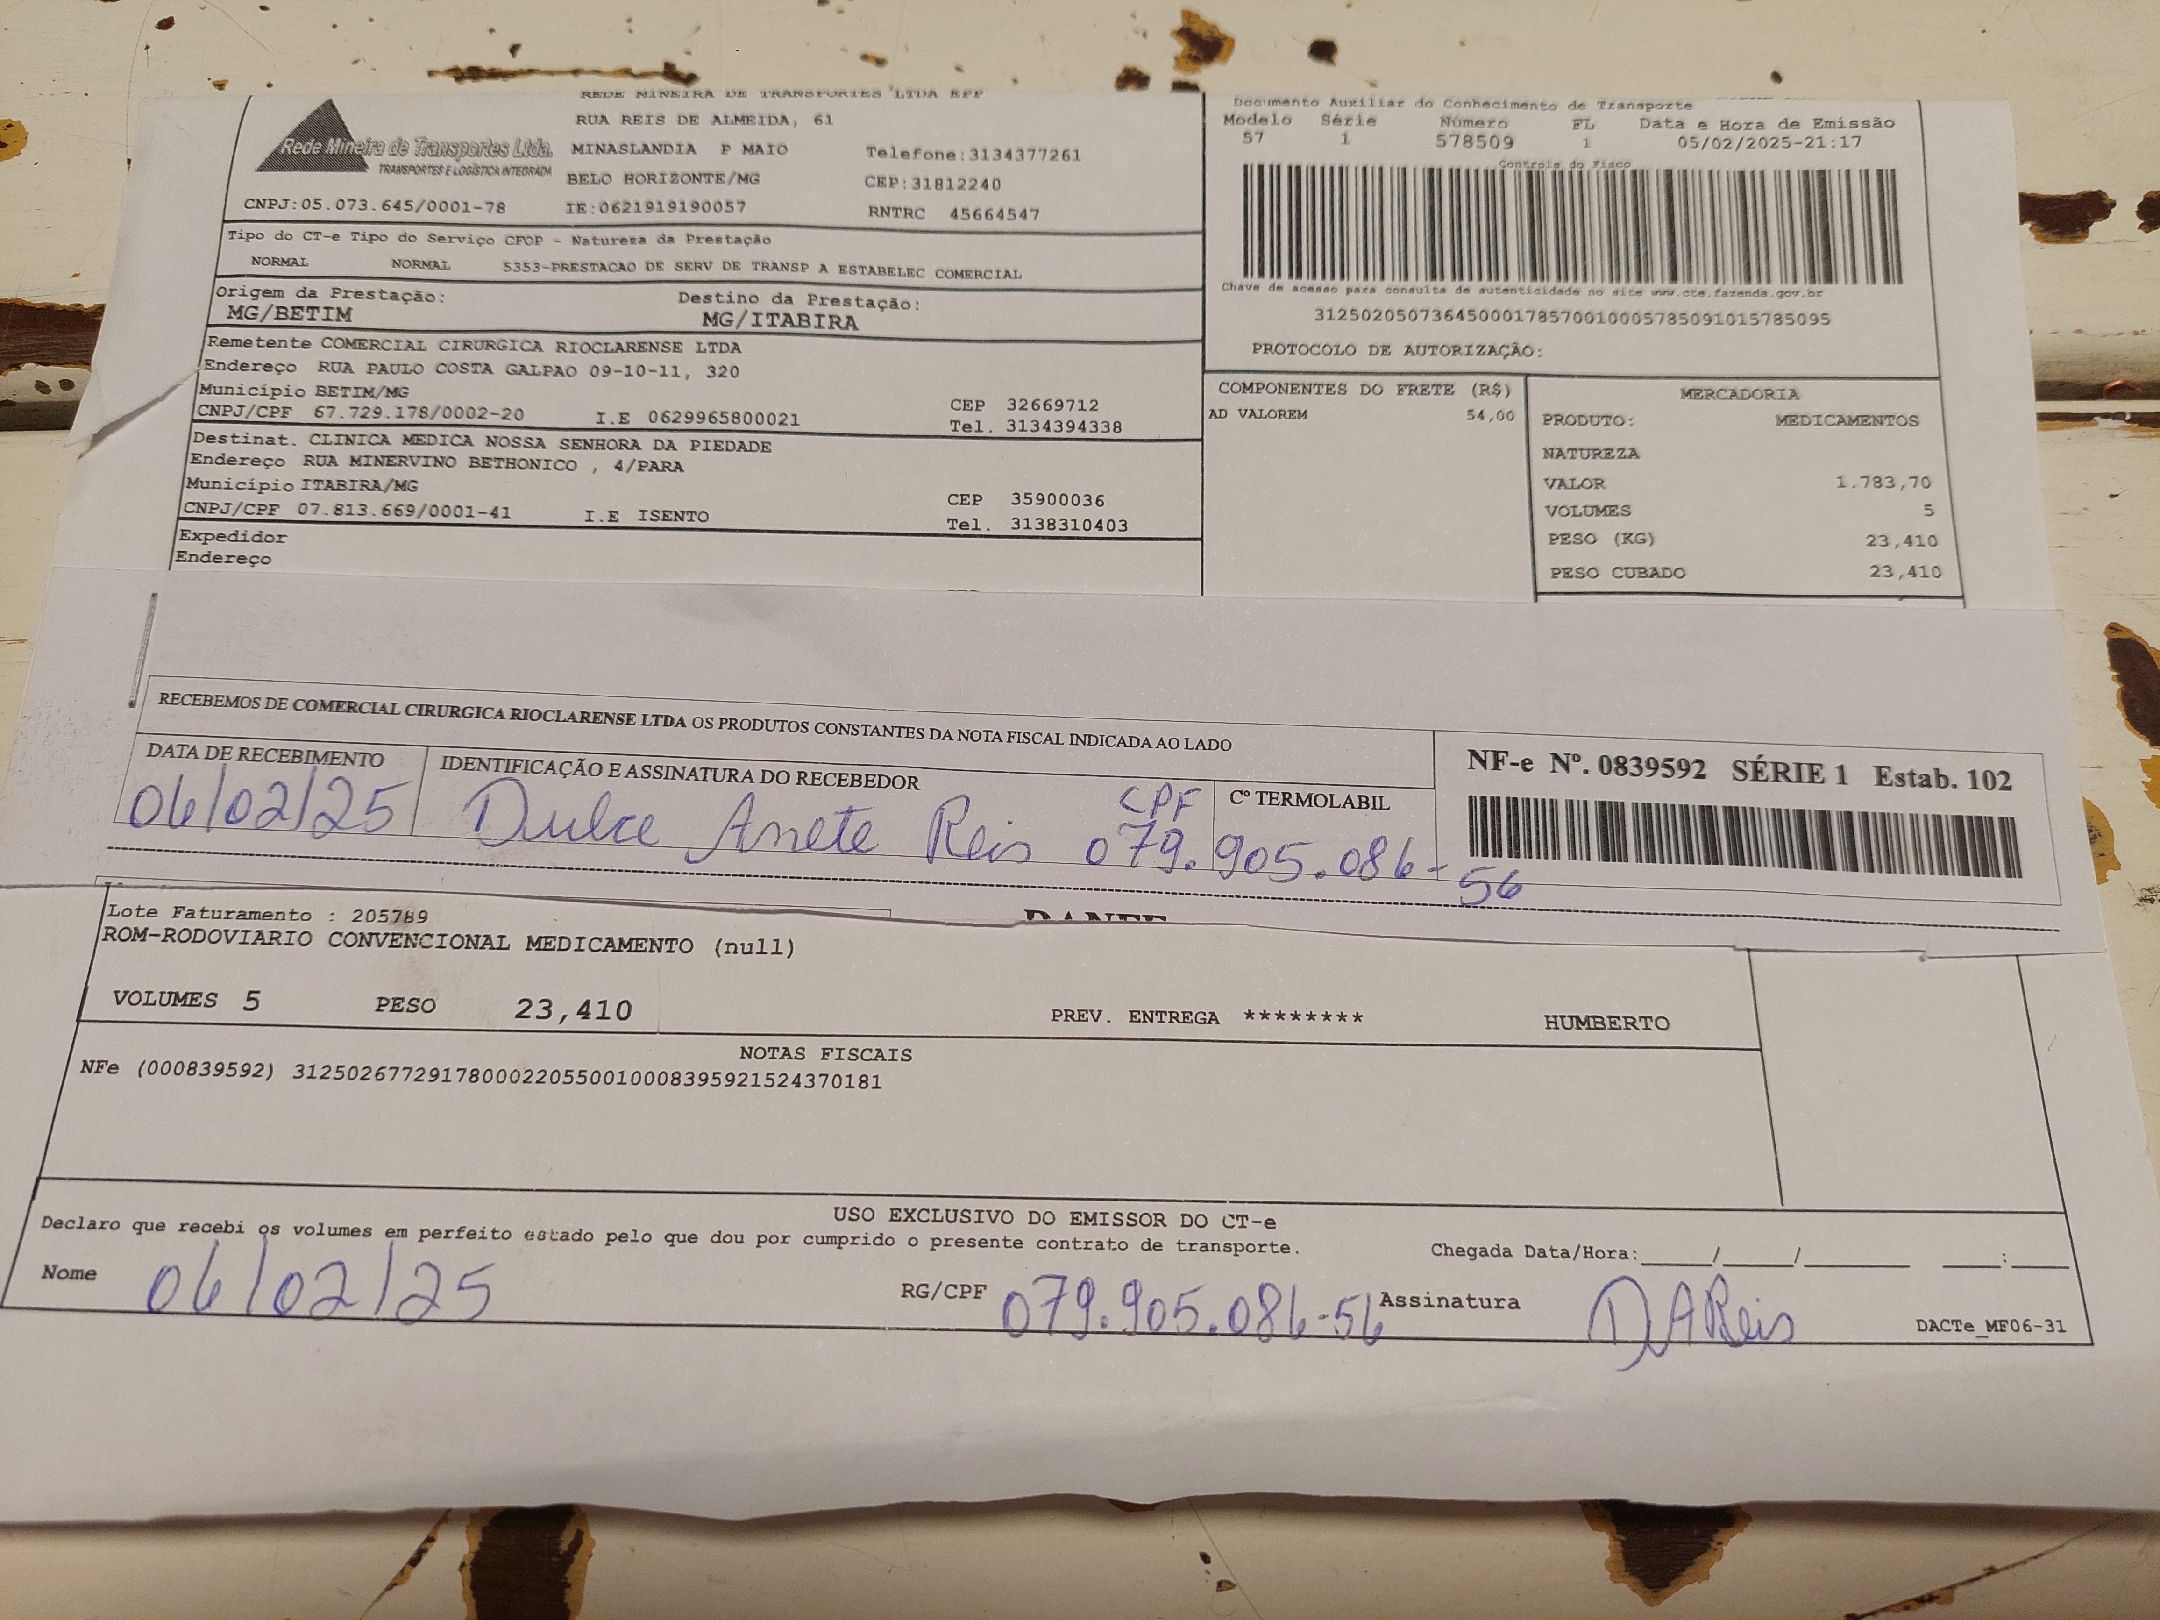 REDE MINEIRA DE TRANSPORTES LTDA EPP
RUA REIS DE ALMEIDA, 61
Rede Mineira de Transportes Ltda.
TRANSPORTES E LOGÍSTICA INTEGRADA
MINASLANDIA P MAIO Telefone:3134377261
BELO HORIZONTE/MG CEP:31812240
CNPJ:05.073.645/0001-78 IE:0621919190057 RNTRC 45664547
Tipo do CT-e Tipo do Serviço CFOP - Natureza da Prestação
NORMAL NORMAL 5353-PRESTACAO DE SERV DE TRANSP A ESTABELEC COMERCIAL
Origem da Prestação: Destino da Prestação:
MG/BETIM MG/ITABIRA
Remetente COMERCIAL CIRURGICA RIOCLARENSE LTDA
Endereço RUA PAULO COSTA GALPAO 09-10-11, 320
Município BETIM/MG CEP 32669712
CNPJ/CPF 67.729.178/0002-20 I.E 0629965800021 Tel. 3134394338
Destinat. CLINICA MEDICA NOSSA SENHORA DA PIEDADE
Endereço RUA MINERVINO BETHONICO , 4/PARA
Município ITABIRA/MG CEP 35900036
CNPJ/CPF 07.813.669/0001-41 I.E ISENTO Tel. 3138310403
Expedidor
Endereço
Documento Auxiliar do Conhecimento de Transporte
Modelo Série Número FL Data e Hora de Emissão
57 1 578509 1 05/02/2025-21:17
Controle do Fisco
Chave de acesso para consulta de autenticidade no site www.cte.fazenda.gov.br
31250205073645000178570010005785091015785095
PROTOCOLO DE AUTORIZAÇÃO:
COMPONENTES DO FRETE (R$)
AD VALOREM 54,00
MERCADORIA
PRODUTO: MEDICAMENTOS
NATUREZA
VALOR 1.783,70
VOLUMES 5
PESO (KG) 23,410
PESO CUBADO 23,410
RECEBEMOS DE COMERCIAL CIRURGICA RIOCLARENSE LTDA OS PRODUTOS CONSTANTES DA NOTA FISCAL INDICADA AO LADO
DATA DE RECEBIMENTO IDENTIFICAÇÃO E ASSINATURA DO RECEBEDOR Cº TERMOLABIL
06/02/25 Dulce Anete Reis CPF 079.905.086-56
NF-e Nº. 0839592 SÉRIE 1 Estab. 102
DANFE
Lote Faturamento : 205789
ROM-RODOVIARIO CONVENCIONAL MEDICAMENTO (null)
VOLUMES 5 PESO 23,410 PREV. ENTREGA ******** HUMBERTO
NOTAS FISCAIS
NFe (000839592) 31250267729178000220550010008395921524370181
USO EXCLUSIVO DO EMISSOR DO CT-e
Declaro que recebi os volumes em perfeito estado pelo que dou por cumprido o presente contrato de transporte.
Chegada Data/Hora:_____/_____/_______ ____:____
Nome 06/02/25 RG/CPF 079.905.086-56 Assinatura DAReis
DACTe_MF06-31